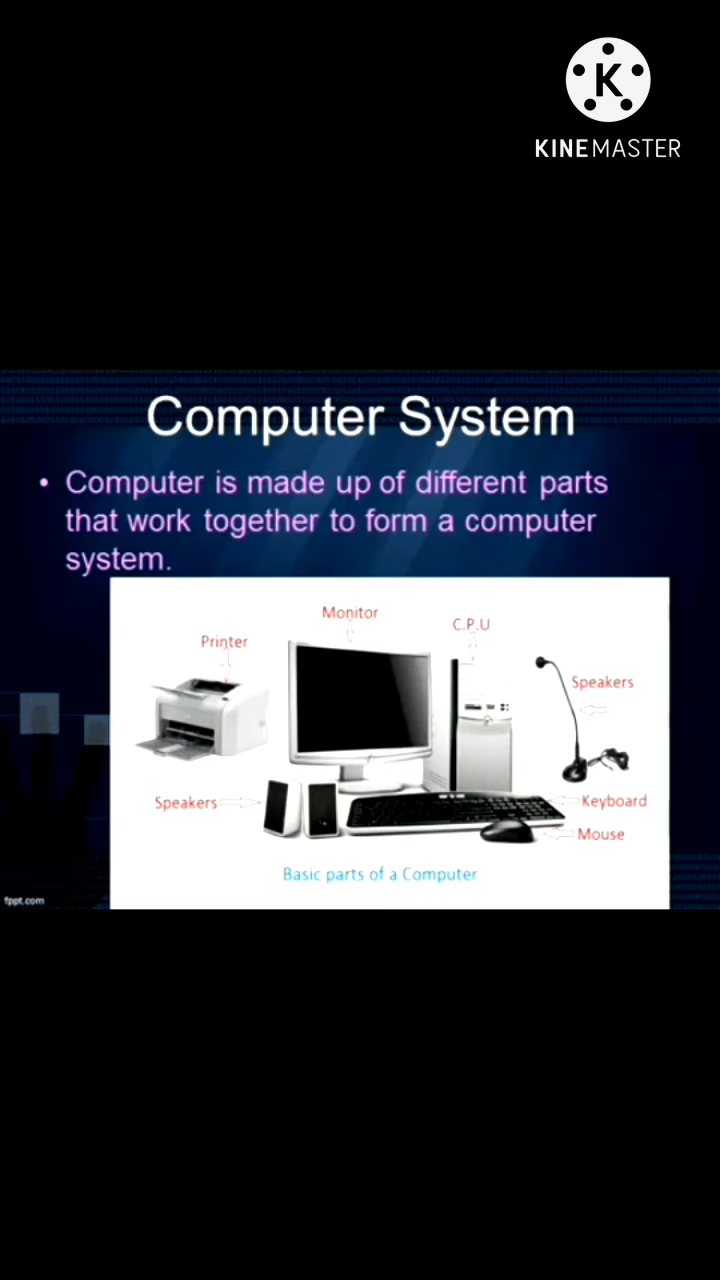 K
KINEMASTER
Computer System
• Computer is made up of different parts
that work together to form a computer
system.
Monitor
C.P.U
Printer
Speakers
Speakers
Keyboard
Mouse
Basic parts of a Computer
fppt.com